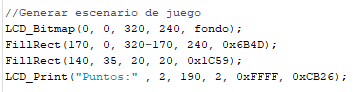 //Generar escenario de juego
LCD_Bitmap(0, 0, 320, 240, fondo);
FillRect(170, 0, 320-170, 240, 0x6B4D);
FillRect(140, 35, 20, 20, 0x1C59);
LCD_Print("Puntos:" , 2, 190, 2, 0xFFFF, 0xCB26);